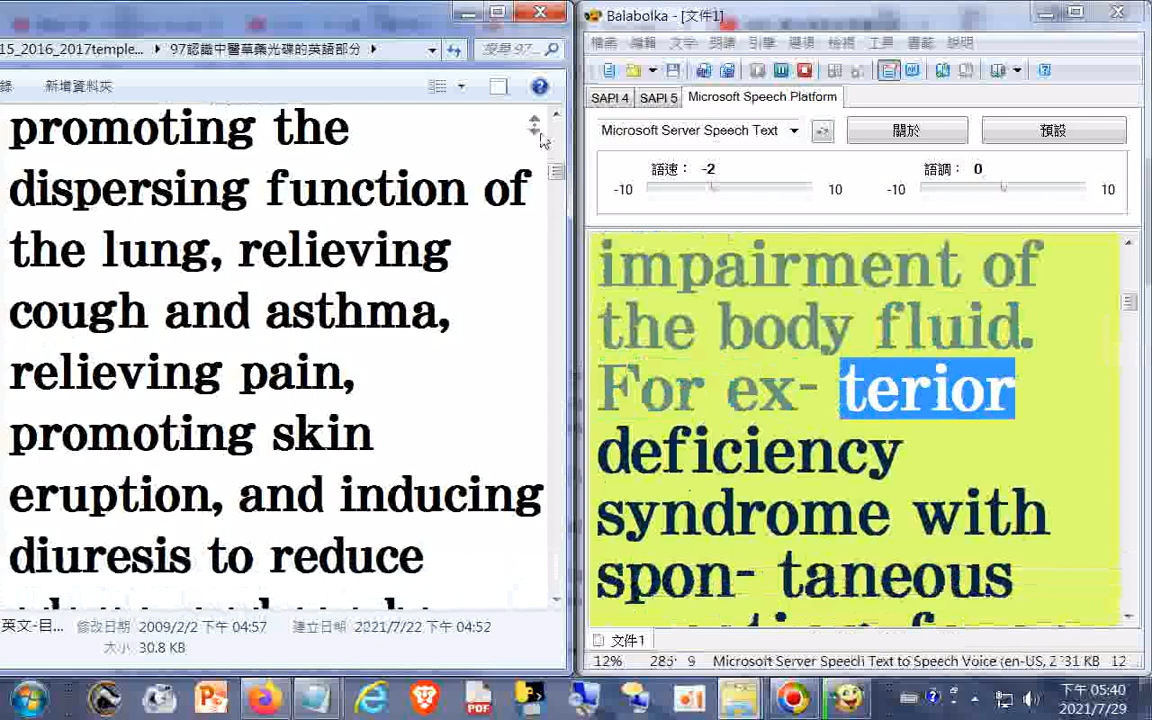 15_2016_2017temple...
97認識中醫草藥光碟的英語部分
搜尋 97...
新增資料夾
promoting the
dispersing function of
the lung, relieving
cough and asthma,
relieving pain,
promoting skin
eruption, and inducing
diuresis to reduce
英文-目...
修改日期 2009/2/2 下午 04:57
建立日期 2021/7/22 下午 04:52
大小 30.8 KB
Balabolka - [文件1]
檔案 編輯 文字 朗讀 引擎 選項 檢視 工具 書籤 說明
SAPI 4 SAPI 5 Microsoft Speech Platform
Microsoft Server Speech Text
關於
預設
語速： -2
語調： 0
-10 10 -10 10
impairment of
the body fluid.
For ex- terior
deficiency
syndrome with
spon- taneous
文件1
12% Microsoft Server Speech Text to Speech Voice (en-US,
下午 05:40
2021/7/29